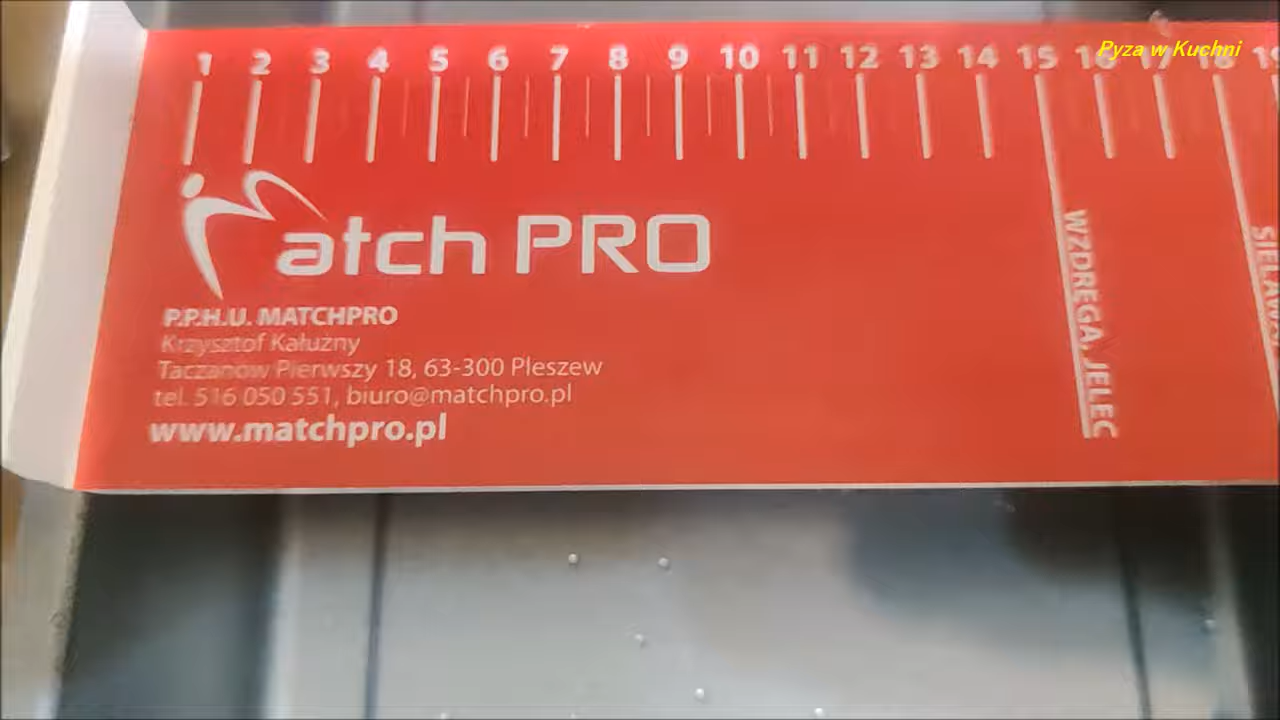 Pyza w Kuchni
1 2 3 4 5 6 7 8 9 10 11 12 13 14 15 16 17 18 19
Match PRO
P.P.H.U. MATCHPRO
Krzysztof Kałużny
Taczanów Pierwszy 18, 63-300 Pleszew
tel. 516 050 551, biuro@matchpro.pl
www.matchpro.pl
WZDRĘGA, JELEC